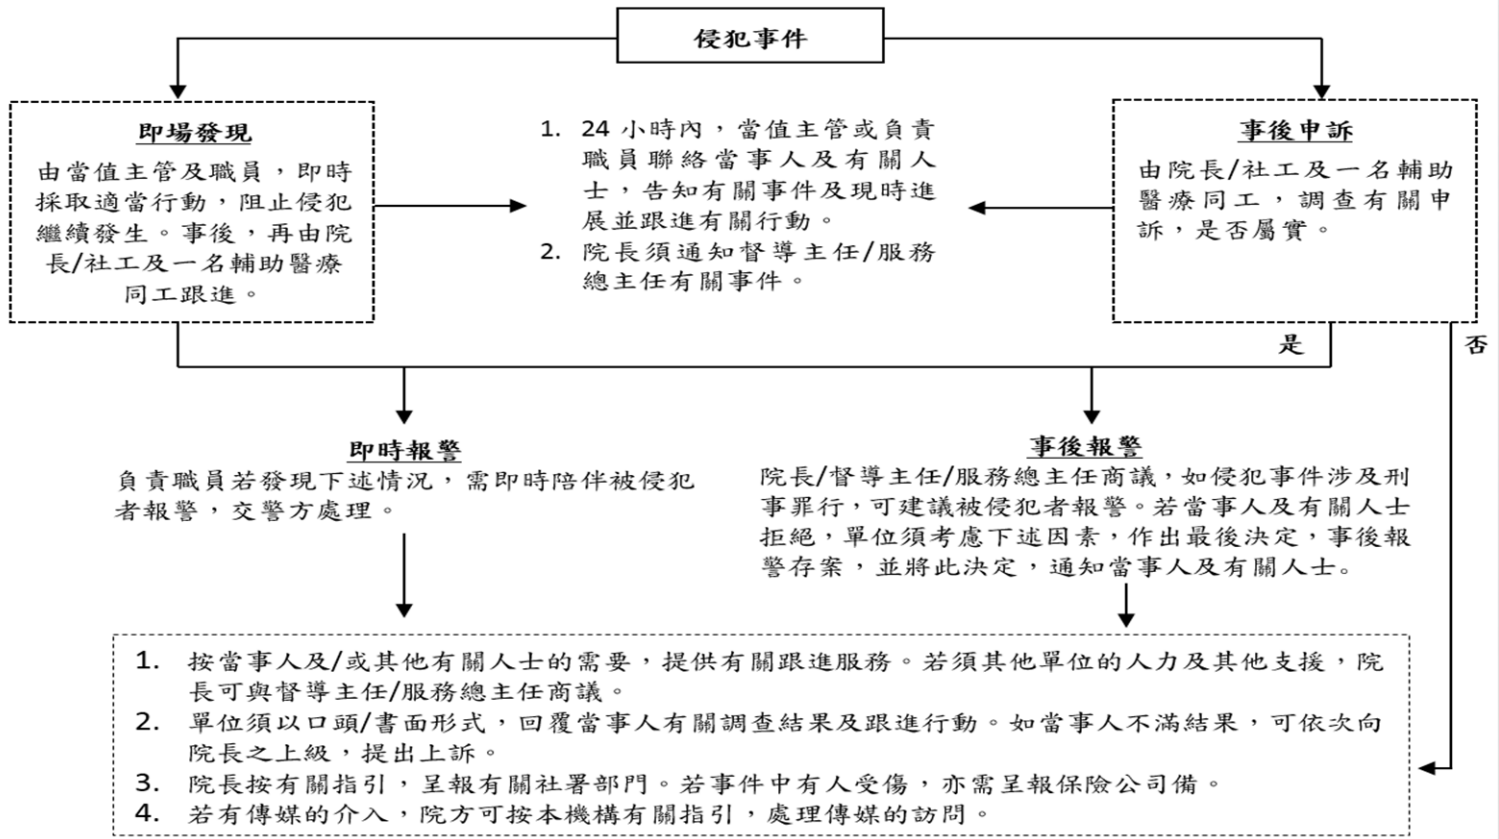 侵犯事件
即場發現
由當值主管及職員，即時
採取適當行動，阻止侵犯
繼續發生。事後，再由院
長/社工及一名輔助醫療
同工跟進。
1. 24 小時內，當值主管或負責
職員聯絡當事人及有關人
士，告知有關事件及現時進
展並跟進有關行動。
2. 院長須通知督導主任/服務
總主任有關事件。
事後申訴
由院長/社工及一名輔助
醫療同工，調查有關申
訴，是否屬實。
是
否
即時報警
負責職員若發現下述情況，需即時陪伴被侵犯
者報警，交警方處理。
事後報警
院長/督導主任/服務總主任商議，如侵犯事件涉及刑
事罪行，可建議被侵犯者報警。若當事人及有關人士
拒絕，單位須考慮下述因素，作出最後決定，事後報
警存案，並將此決定，通知當事人及有關人士。
1. 按當事人及/或其他有關人士的需要，提供有關跟進服務。若須其他單位的人力及其他支援，院
長可與督導主任/服務總主任商議。
2. 單位須以口頭/書面形式，回覆當事人有關調查結果及跟進行動。如當事人不滿結果，可依次向
院長之上級，提出上訴。
3. 院長按有關指引，呈報有關社署部門。若事件中有人受傷，亦需呈報保險公司備。
4. 若有傳媒的介入，院方可按本機構有關指引，處理傳媒的訪問。